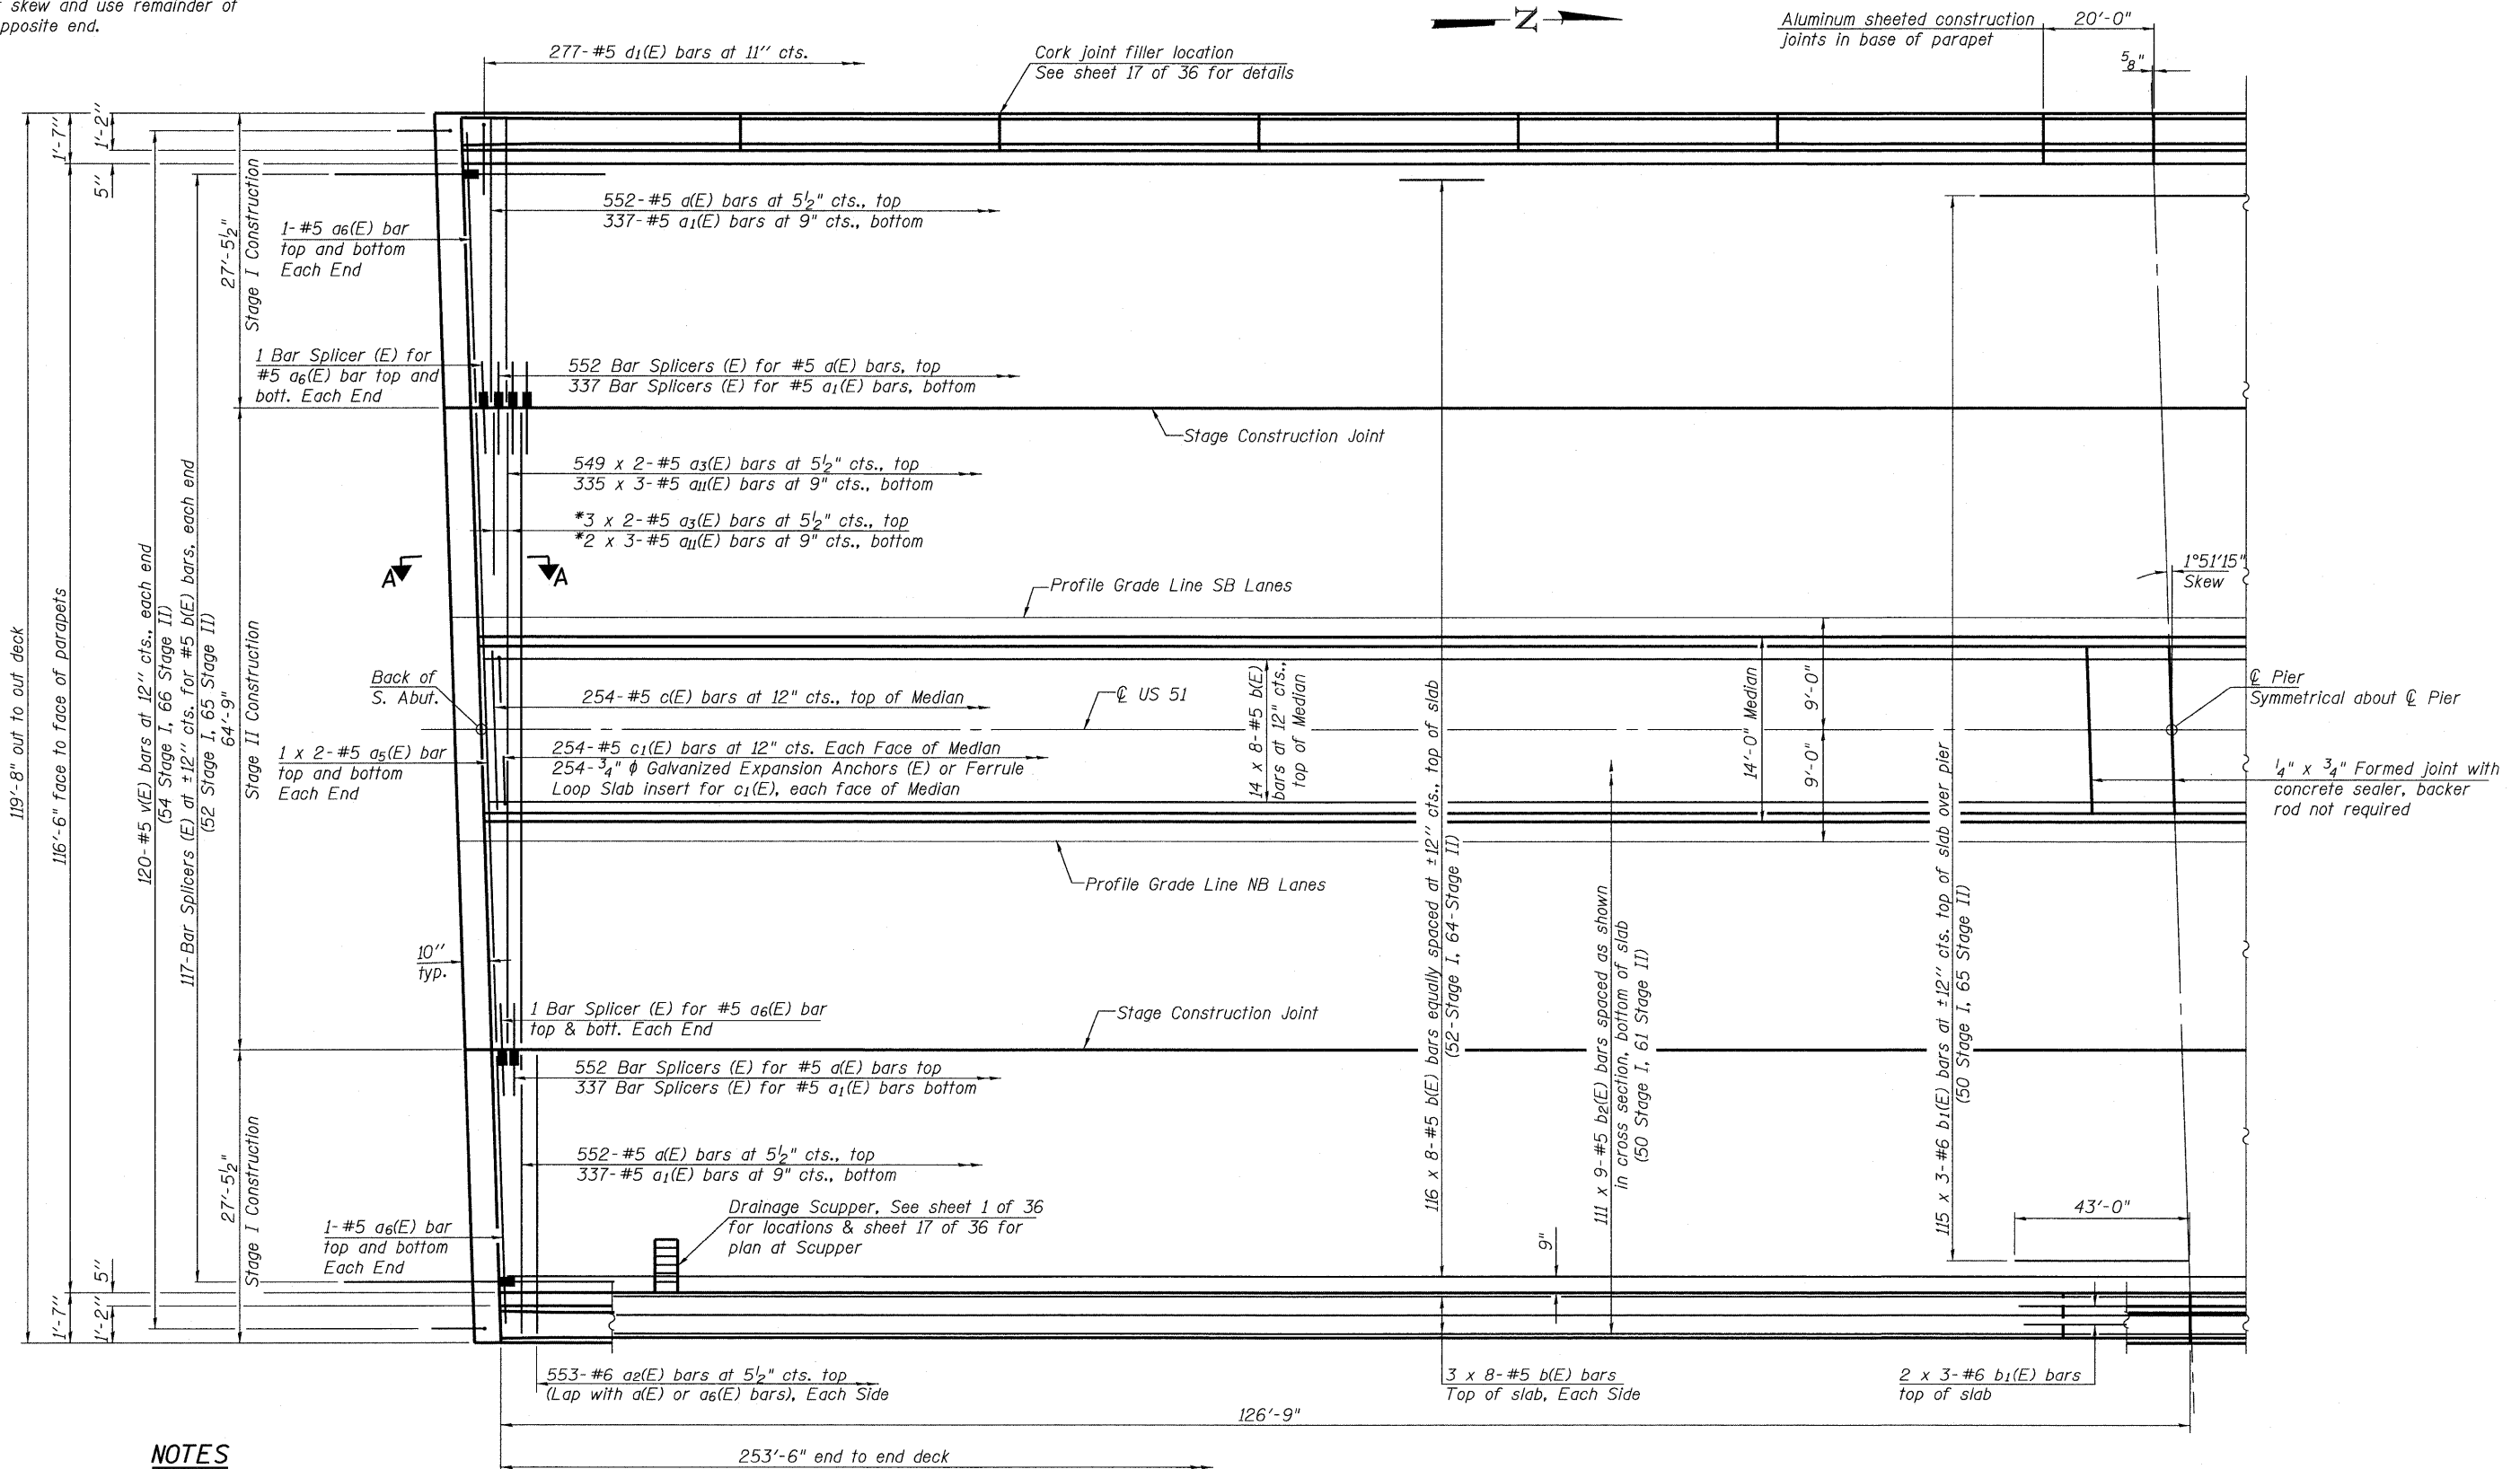 skew and use remainder of
opposite end.
N
Aluminum sheeted construction
joints in base of parapet
20'-0"
5/8"
277-#5 d1(E) bars at 11" cts.
Cork joint filler location
See sheet 17 of 36 for details
1'-7"
1'-2"
5"
552-#5 a(E) bars at 5½" cts., top
337-#5 a1(E) bars at 9" cts., bottom
1-#5 a6(E) bar
top and bottom
Each End
27'-5½"
Stage I Construction
1 Bar Splicer (E) for
#5 a6(E) bar top and
bott. Each End
552 Bar Splicers (E) for #5 a(E) bars, top
337 Bar Splicers (E) for #5 a1(E) bars, bottom
Stage Construction Joint
549 x 2-#5 a3(E) bars at 5½" cts., top
335 x 3-#5 a11(E) bars at 9" cts., bottom
*3 x 2-#5 a3(E) bars at 5½" cts., top
*2 x 3-#5 a11(E) bars at 9" cts., bottom
A
A
Profile Grade Line SB Lanes
1°51'15"
Skew
119'-8" out to out deck
116'-6" face to face of parapets
120-#5 v(E) bars at 12" cts., each end
(54 Stage I, 66 Stage II)
117-Bar Splicers (E) at ±12" cts. for #5 b(E) bars, each end
(52 Stage I, 65 Stage II)
64'-9"
Stage II Construction
Back of
S. Abut.
254-#5 c(E) bars at 12" cts., top of Median
℄ US 51
14 x 8-#5 b(E)
bars at 12" cts.,
top of Median
14'-0" Median
9'-0"
9'-0"
℄ Pier
Symmetrical about ℄ Pier
1 x 2-#5 a5(E) bar
top and bottom
Each End
254-#5 c1(E) bars at 12" cts. Each Face of Median
254-¾" ϕ Galvanized Expansion Anchors (E) or Ferrule
Loop Slab insert for c1(E), each face of Median
¼" x ¾" Formed joint with
concrete sealer, backer
rod not required
Profile Grade Line NB Lanes
116 x 8-#5 b(E) bars equally spaced at ±12" cts., top of slab
(52-Stage I, 64-Stage II)
111 x 9-#5 b2(E) bars spaced as shown
in cross section, bottom of slab
(50 Stage I, 61 Stage II)
115 x 3-#6 b1(E) bars at ±12" cts. top of slab over pier
(50 Stage I, 65 Stage II)
10"
typ.
1 Bar Splicer (E) for #5 a6(E) bar
top & bott. Each End
Stage Construction Joint
552 Bar Splicers (E) for #5 a(E) bars top
337 Bar Splicers (E) for #5 a1(E) bars bottom
27'-5½"
Stage I Construction
552-#5 a(E) bars at 5½" cts., top
337-#5 a1(E) bars at 9" cts., bottom
Drainage Scupper, See sheet 1 of 36
for locations & sheet 17 of 36 for
plan at Scupper
1-#5 a6(E) bar
top and bottom
Each End
43'-0"
9"
5"
1'-7"
1'-2"
553-#6 a2(E) bars at 5½" cts. top
(Lap with a(E) or a6(E) bars), Each Side
3 x 8-#5 b(E) bars
Top of slab, Each Side
2 x 3-#6 b1(E) bars
top of slab
126'-9"
253'-6" end to end deck
NOTES